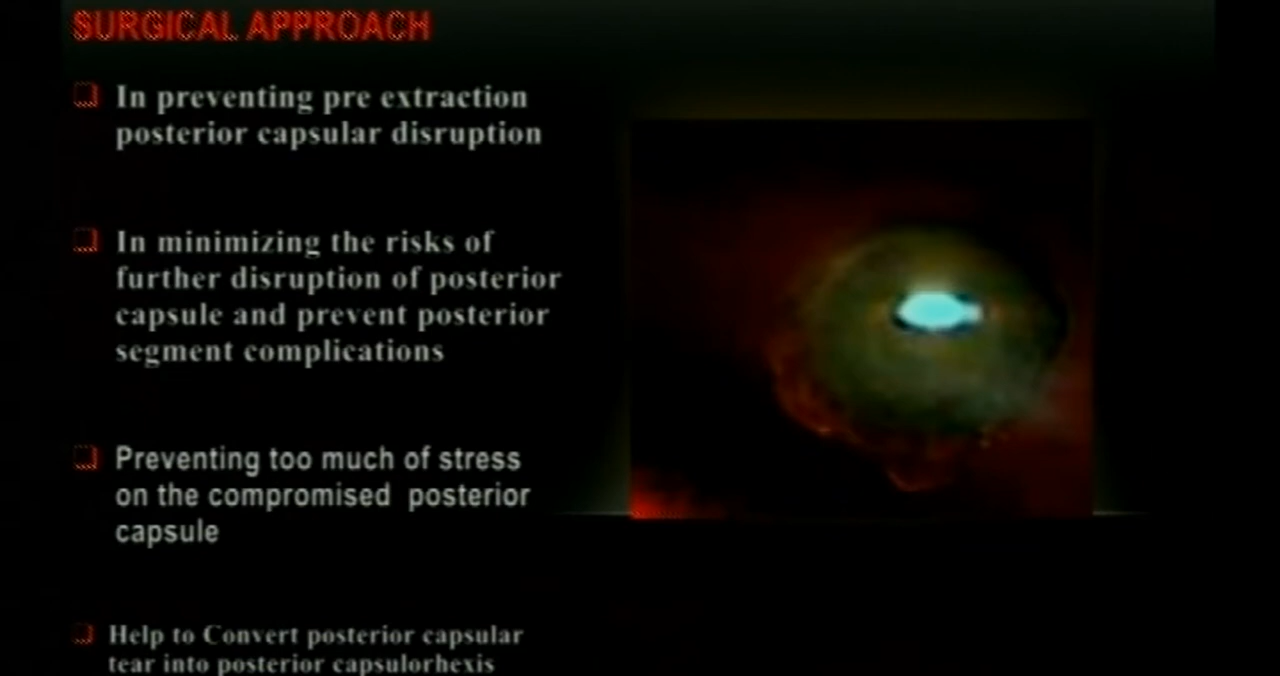 SURGICAL APPROACH
In preventing pre extraction
posterior capsular disruption
In minimizing the risks of
further disruption of posterior
capsule and prevent posterior
segment complications
Preventing too much of stress
on the compromised posterior
capsule
Help to Convert posterior capsular
tear into posterior capsulorhexis